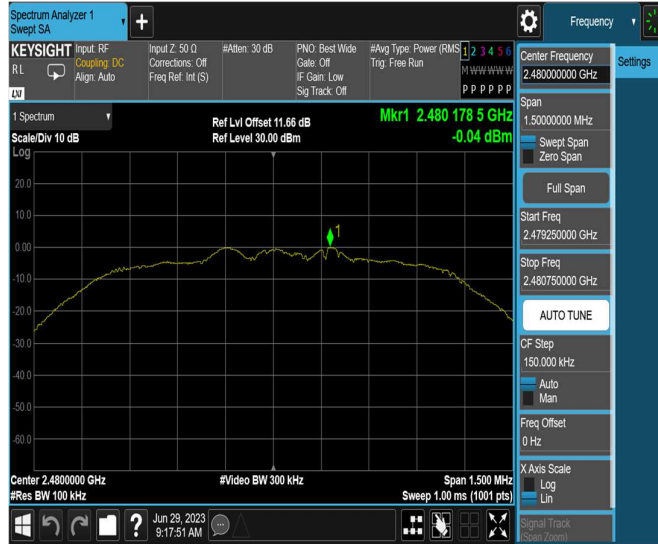 Spectrum Analyzer 1
Swept SA
+
Frequency
KEYSIGHT
RL
LXI
Input: RF
Coupling: DC
Align: Auto
Input Z: 50 Ω
Corrections: Off
Freq Ref: Int (S)
#Atten: 30 dB
PNO: Best Wide
Gate: Off
IF Gain: Low
Sig Track: Off
#Avg Type: Power (RMS
Trig: Free Run
1 2 3 4 5 6
M W W W W W
P P P P P P
1 Spectrum
Scale/Div 10 dB
Log
Ref Lvl Offset 11.66 dB
Ref Level 30.00 dBm
Mkr1 2.480 178 5 GHz
-0.04 dBm
20.0
10.0
0.00
-10.0
-20.0
-30.0
-40.0
-50.0
-60.0
1
Center 2.4800000 GHz
#Res BW 100 kHz
#Video BW 300 kHz
Span 1.500 MHz
Sweep 1.00 ms (1001 pts)
?
Jun 29, 2023
9:17:51 AM
Center Frequency
2.48000000 GHz
Settings
Span
1.50000000 MHz
Swept Span
Zero Span
Full Span
Start Freq
2.479250000 GHz
Stop Freq
2.480750000 GHz
AUTO TUNE
CF Step
150.000 kHz
Auto
Man
Freq Offset
0 Hz
X Axis Scale
Log
Lin
Signal Track
(Span Zoom)